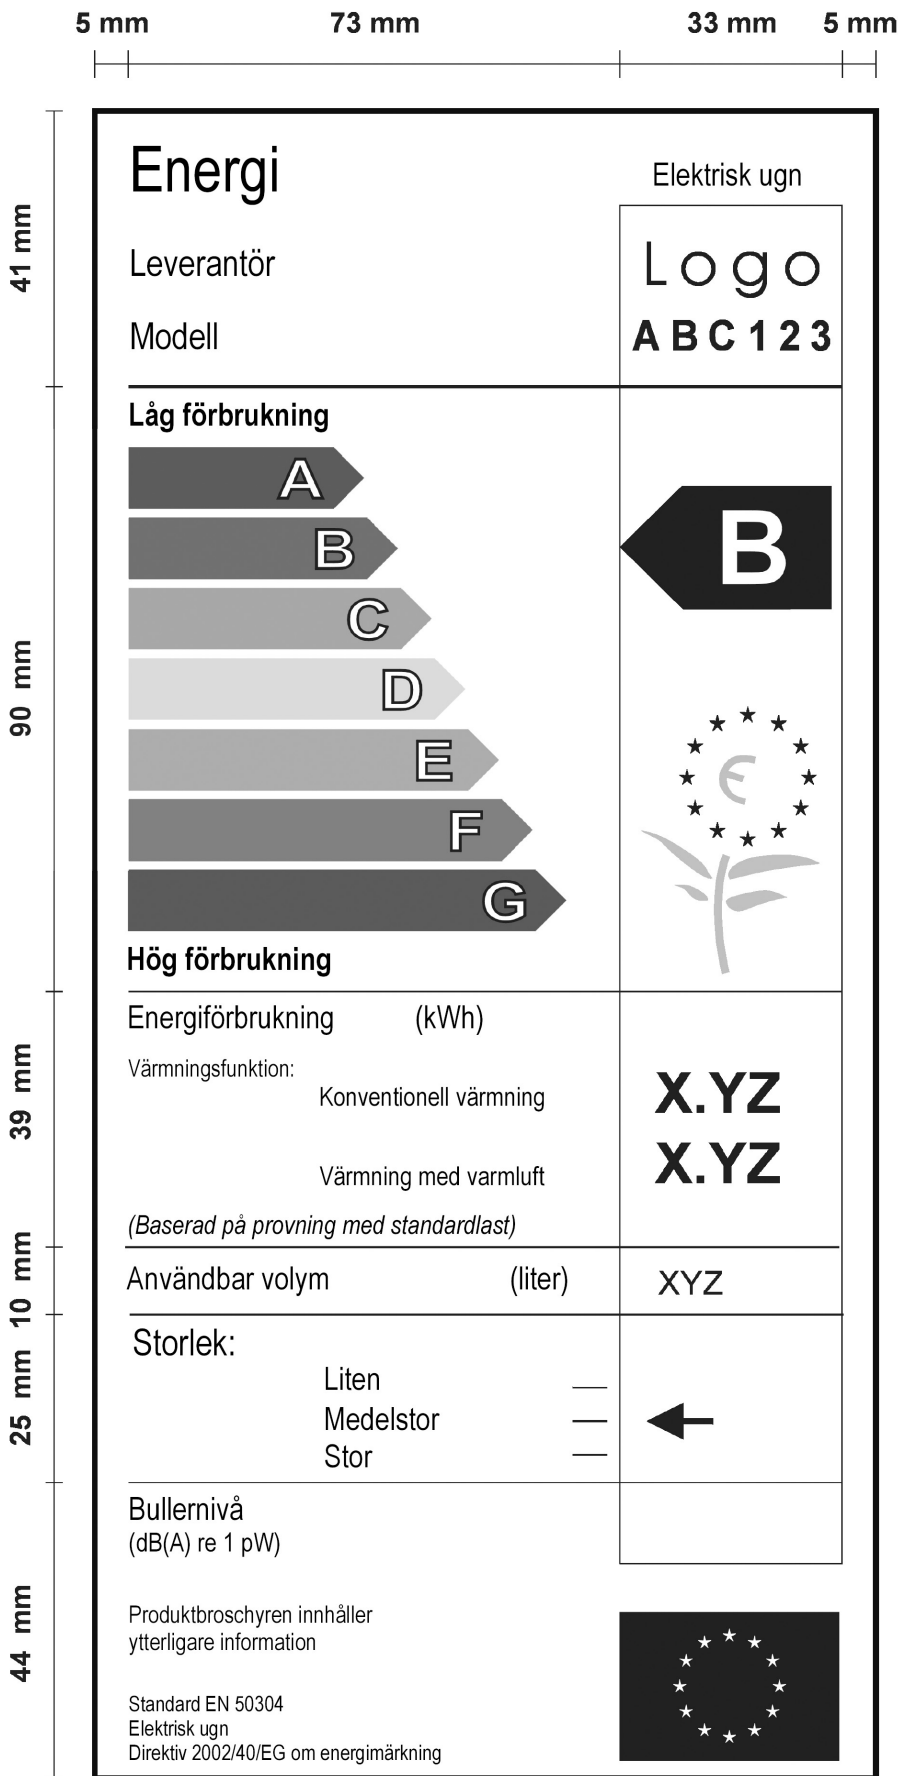 5 mm 73 mm 33 mm 5 mm
41 mm
90 mm
39 mm
10 mm
25 mm
44 mm
Energi
Elektrisk ugn
Leverantör
Logo
Modell
ABC123
Låg förbrukning
A
B
B
C
D
E
F
G
Hög förbrukning
Energiförbrukning (kWh)
Värmningsfunktion:
Konventionell värmning
X.YZ
Värmning med varmluft
X.YZ
(Baserad på provning med standardlast)
Användbar volym (liter) XYZ
Storlek:
Liten
Medelstor
Stor
Bullernivå
(dB(A) re 1 pW)
Produktbroschyren innhåller
ytterligare information
Standard EN 50304
Elektrisk ugn
Direktiv 2002/40/EG om energimärkning